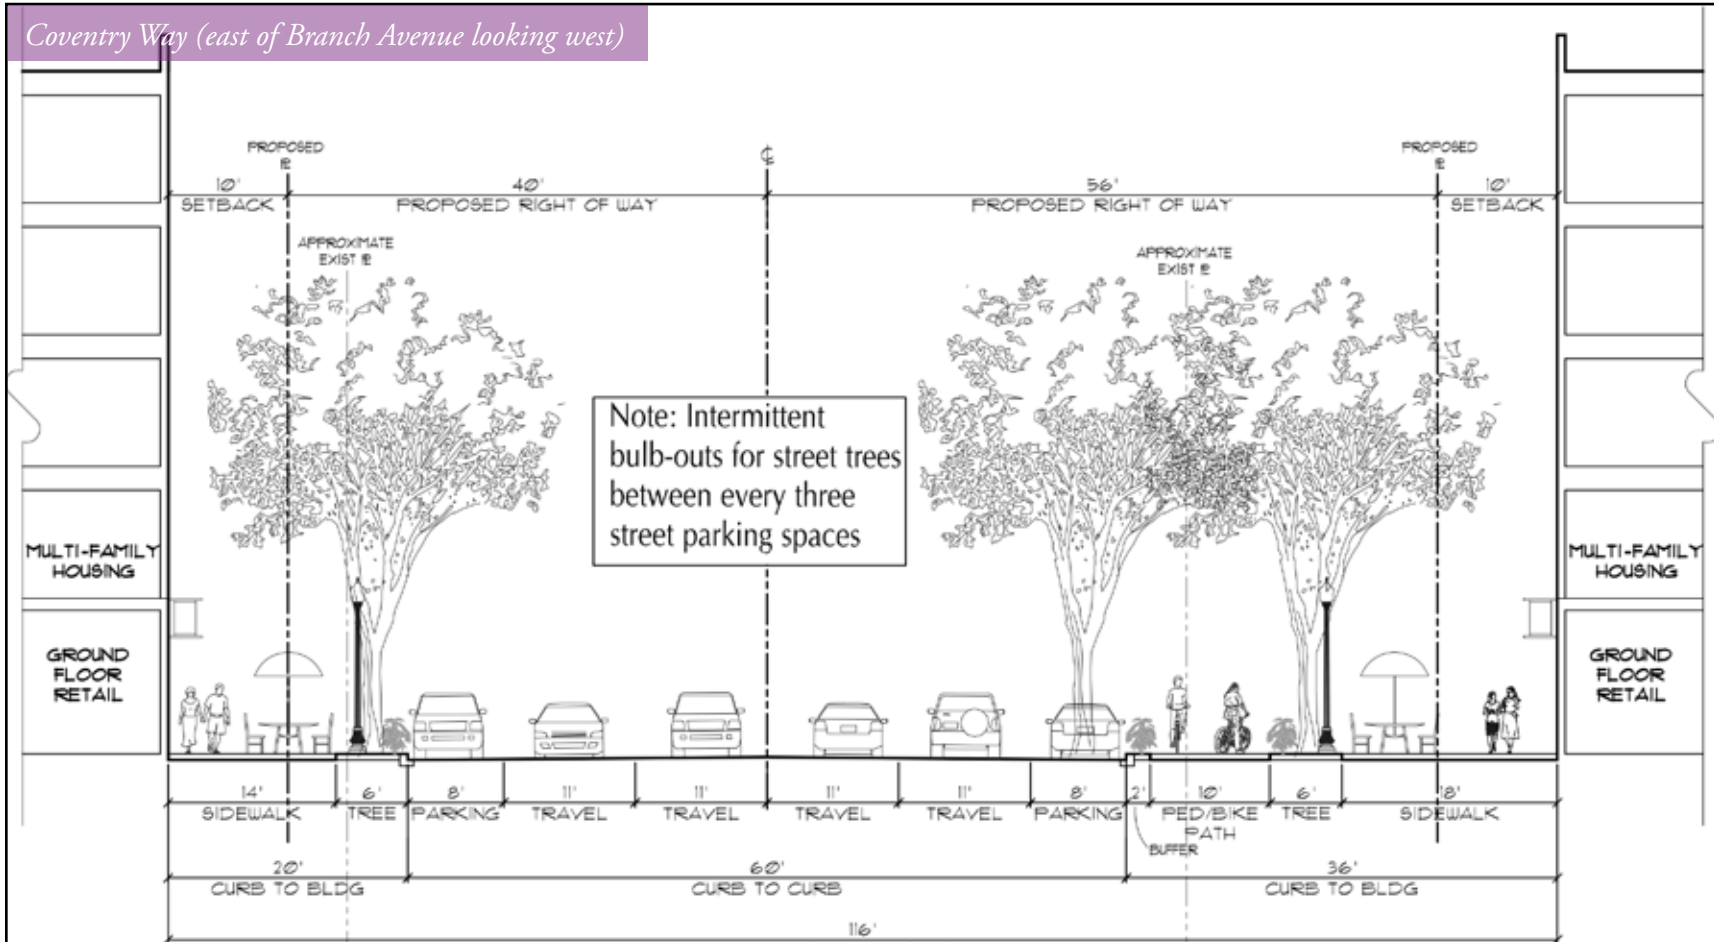 Coventry Way (east of Branch Avenue looking west)
PROPOSED
PROPOSED
℄
10'
40'
56'
10'
SETBACK
PROPOSED RIGHT OF WAY
PROPOSED RIGHT OF WAY
SETBACK
APPROXIMATE
EXIST ⅊
APPROXIMATE
EXIST ⅊
Note: Intermittent
bulb-outs for street trees
between every three
street parking spaces
MULTI-FAMILY
HOUSING
MULTI-FAMILY
HOUSING
GROUND
FLOOR
RETAIL
GROUND
FLOOR
RETAIL
14'
6'
8'
11'
11'
11'
11'
8'
2'
10'
6'
18'
SIDEWALK
TREE
PARKING
TRAVEL
TRAVEL
TRAVEL
TRAVEL
PARKING
PED/BIKE
PATH
TREE
SIDEWALK
BUFFER
20'
60'
36'
CURB TO BLDG
CURB TO CURB
CURB TO BLDG
116'